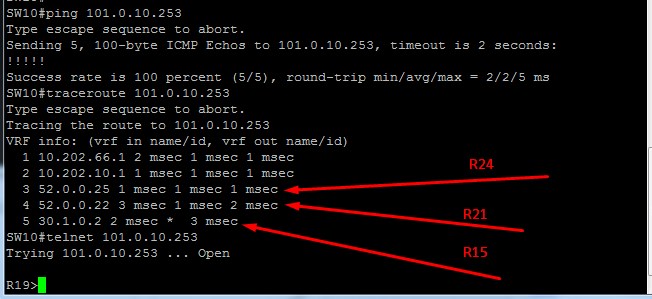 SW10#ping 101.0.10.253
Type escape sequence to abort.
Sending 5, 100-byte ICMP Echos to 101.0.10.253, timeout is 2 seconds:
!!!!!
Success rate is 100 percent (5/5), round-trip min/avg/max = 2/2/5 ms
SW10#traceroute 101.0.10.253
Type escape sequence to abort.
Tracing the route to 101.0.10.253
VRF info: (vrf in name/id, vrf out name/id)
1 10.202.66.1 2 msec 1 msec 1 msec
2 10.202.10.1 1 msec 1 msec 1 msec
3 52.0.0.25 1 msec 1 msec 1 msec
R24
4 52.0.0.22 3 msec 1 msec 2 msec
R21
5 30.1.0.2 2 msec * 3 msec
R15
SW10#telnet 101.0.10.253
Trying 101.0.10.253 ... Open
R19>